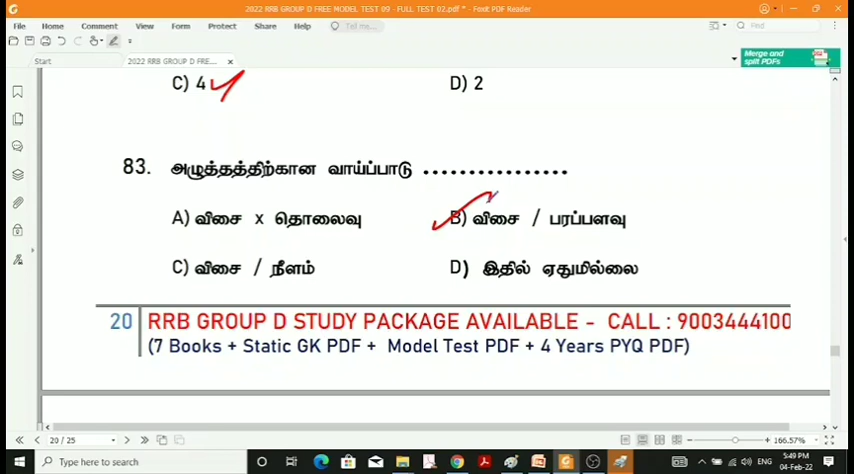 2022 RRB GROUP D FREE MODEL TEST 09 - FULL TEST 02.pdf * - Foxit PDF Reader
File Home Comment View Form Protect Share Help Tell me... Find
Start 2022 RRB GROUP D FREE... Merge and split PDFs
C) 4 D) 2
83. அழுத்தத்திற்கான வாய்ப்பாடு .................
A) விசை x தொலைவு B) விசை / பரப்பளவு
C) விசை / நீளம் D) இதில் ஏதுமில்லை
20 RRB GROUP D STUDY PACKAGE AVAILABLE - CALL : 9003444100
(7 Books + Static GK PDF + Model Test PDF + 4 Years PYQ PDF)
20 / 25 166.57%
Type here to search ENG 5:49 PM
04-Feb-22